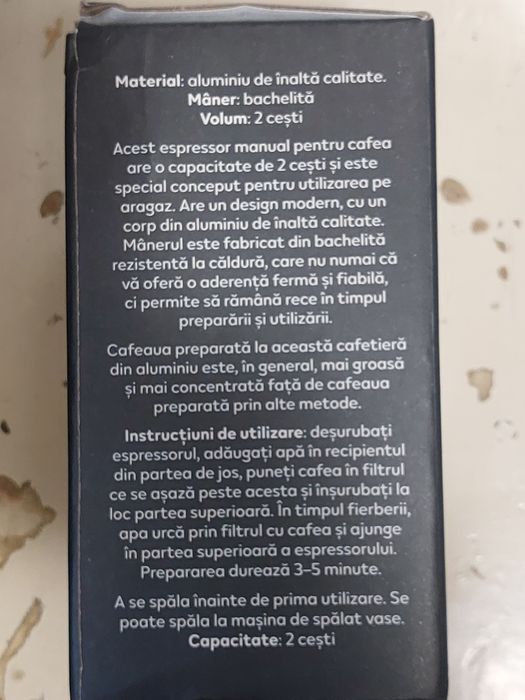 Material: aluminiu de înaltă calitate.
Mâner: bachelită
Volum: 2 cești
Acest espressor manual pentru cafea
are o capacitate de 2 cești și este
special conceput pentru utilizarea pe
aragaz. Are un design modern, cu un
corp din aluminiu de înaltă calitate.
Mânerul este fabricat din bachelită
rezistentă la căldură, care nu numai că
vă oferă o aderență fermă și fiabilă,
ci permite să rămână rece în timpul
preparării și utilizării.
Cafeaua preparată la această cafetieră
din aluminiu este, în general, mai groasă
și mai concentrată față de cafeaua
preparată prin alte metode.
Instrucțiuni de utilizare: deșurubați
espressorul, adăugați apă în recipientul
din partea de jos, puneți cafea în filtrul
ce se așază peste acesta și înșurubați la
loc partea superioară. În timpul fierberii,
apa urcă prin filtrul cu cafea și ajunge
în partea superioară a espressorului.
Prepararea durează 3–5 minute.
A se spăla înainte de prima utilizare. Se
poate spăla la mașina de spălat vase.
Capacitate: 2 cești